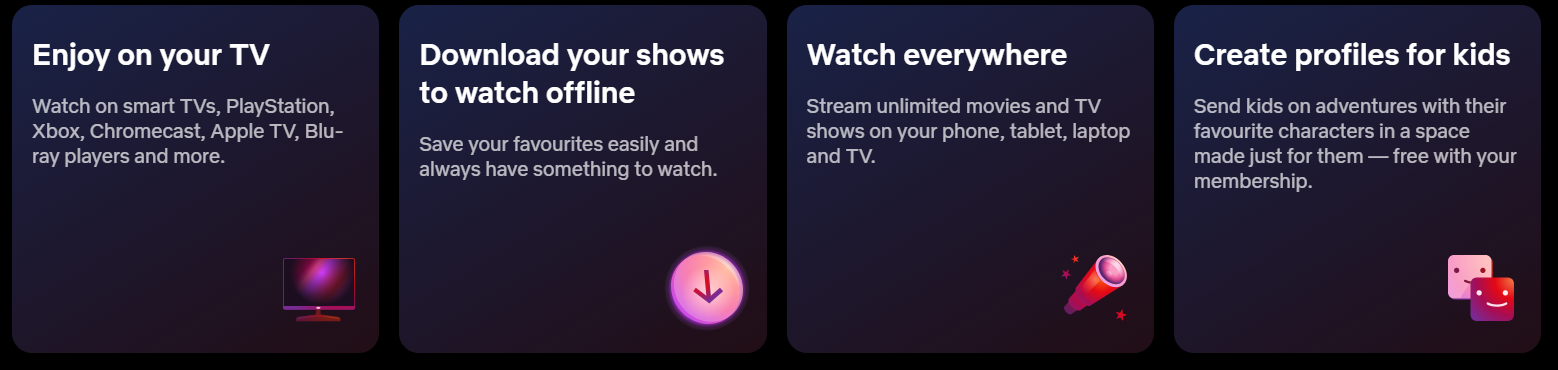 Enjoy on your TV
Watch on smart TVs, PlayStation,
Xbox, Chromecast, Apple TV, Blu-
ray players and more.
Download your shows
to watch offline
Save your favourites easily and
always have something to watch.
Watch everywhere
Stream unlimited movies and TV
shows on your phone, tablet, laptop
and TV.
Create profiles for kids
Send kids on adventures with their
favourite characters in a space
made just for them — free with your
membership.